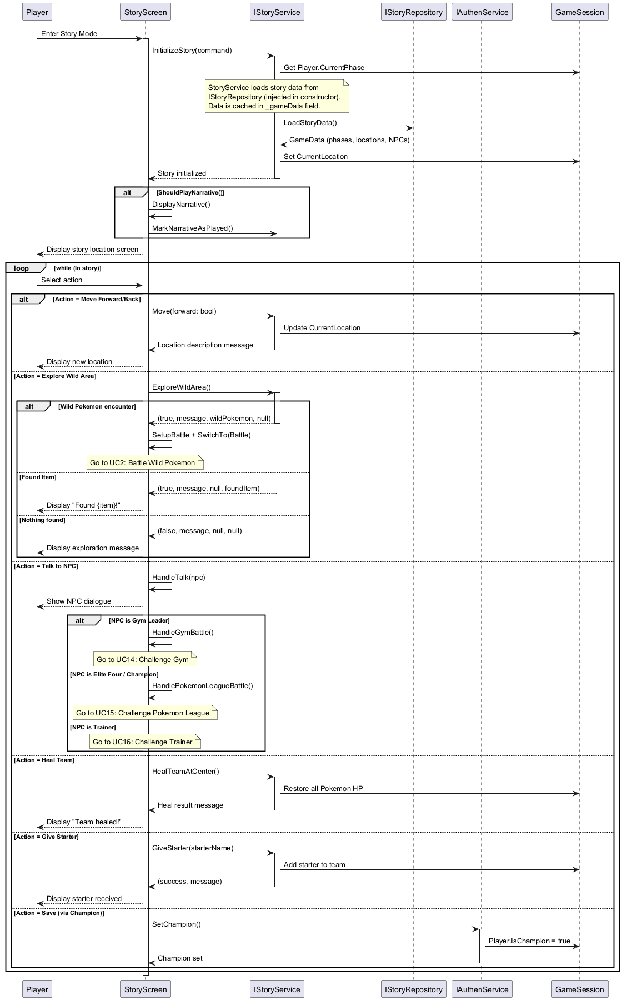 Player StoryScreen IStoryService IStoryRepository IAuthenService GameSession
Enter Story Mode
InitializeStory(command)
Get Player.CurrentPhase
StoryService loads story data from
IStoryRepository (injected in constructor).
Data is cached in _gameData field.
LoadStoryData()
GameData (phases, locations, NPCs)
Set CurrentLocation
Story initialized
alt [ShouldPlayNarrative()]
DisplayNarrative()
MarkNarrativeAsPlayed()
Display story location screen
loop [while (In story)]
Select action
alt [Action = Move Forward/Back]
Move(forward: bool)
Update CurrentLocation
Location description message
Display new location
[Action = Explore Wild Area]
ExploreWildArea()
alt [Wild Pokemon encounter]
(true, message, wildPokemon, null)
SetupBattle + SwitchTo(Battle)
Go to UC2: Battle Wild Pokemon
[Found Item]
(true, message, null, foundItem)
Display "Found {item}!"
[Nothing found]
(false, message, null, null)
Display exploration message
[Action = Talk to NPC]
HandleTalk(npc)
Show NPC dialogue
alt [NPC is Gym Leader]
HandleGymBattle()
Go to UC14: Challenge Gym
[NPC is Elite Four / Champion]
HandlePokemonLeagueBattle()
Go to UC15: Challenge Pokemon League
[NPC is Trainer]
Go to UC16: Challenge Trainer
[Action = Heal Team]
HealTeamAtCenter()
Restore all Pokemon HP
Heal result message
Display "Team healed!"
[Action = Give Starter]
GiveStarter(starterName)
Add starter to team
(success, message)
Display starter received
[Action = Save (via Champion)]
SetChampion()
Player.IsChampion = true
Champion set
Player StoryScreen IStoryService IStoryRepository IAuthenService GameSession